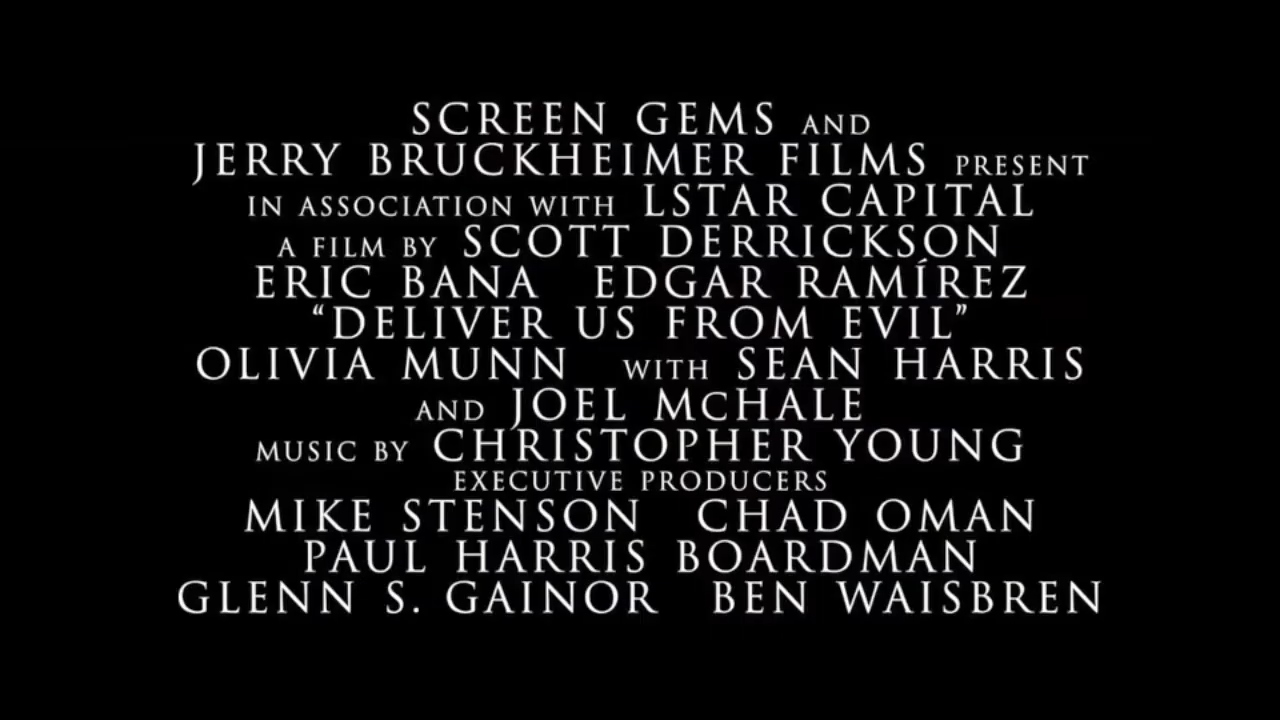 SCREEN GEMS AND
JERRY BRUCKHEIMER FILMS PRESENT
IN ASSOCIATION WITH LSTAR CAPITAL
A FILM BY SCOTT DERRICKSON
ERIC BANA EDGAR RAMÍREZ
“DELIVER US FROM EVIL”
OLIVIA MUNN WITH SEAN HARRIS
AND JOEL McHALE
MUSIC BY CHRISTOPHER YOUNG
EXECUTIVE PRODUCERS
MIKE STENSON CHAD OMAN
PAUL HARRIS BOARDMAN
GLENN S. GAINOR BEN WAISBREN